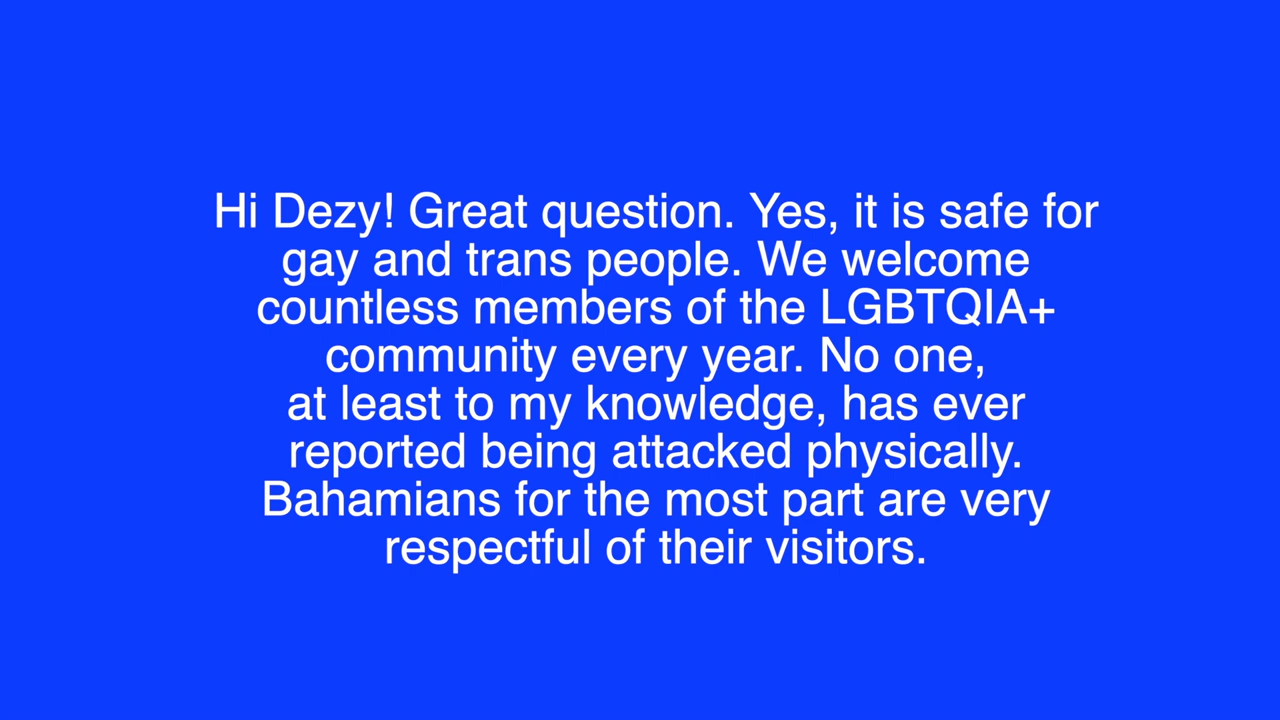 Hi Dezy! Great question. Yes, it is safe for
gay and trans people. We welcome
countless members of the LGBTQIA+
community every year. No one,
at least to my knowledge, has ever
reported being attacked physically.
Bahamians for the most part are very
respectful of their visitors.